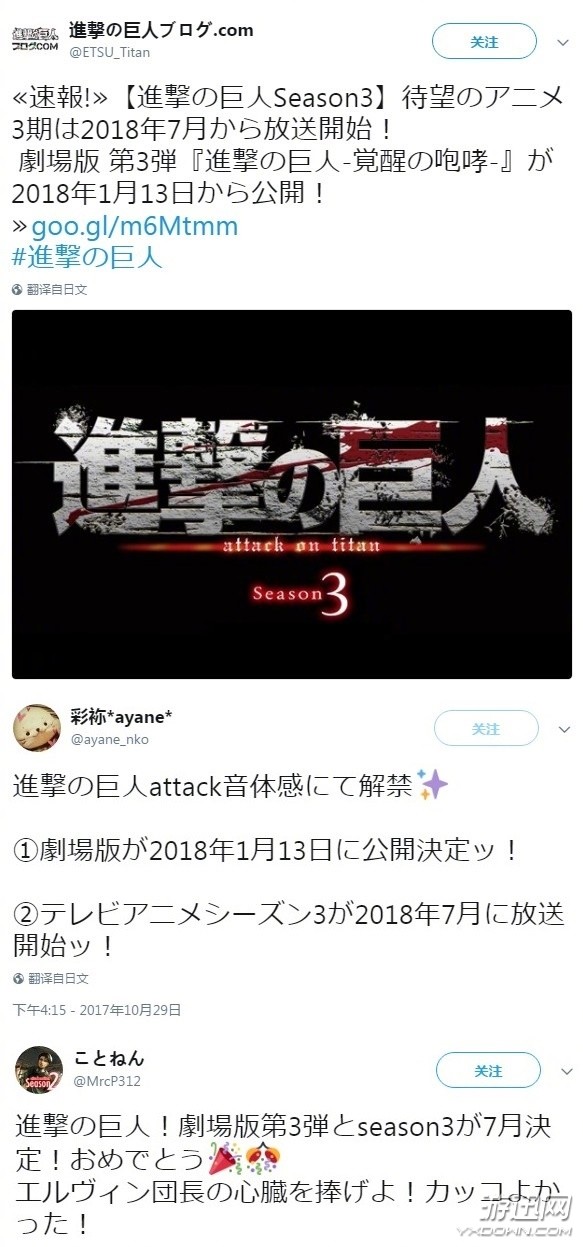 進撃の巨人
ブログ.COM
進撃の巨人ブログ.com
@ETSU_Titan
关注
«速報!»【進撃の巨人Season3】待望のアニメ
3期は2018年7月から放送開始！
劇場版 第3弾『進撃の巨人-覚醒の咆哮-』が
2018年1月13日から公開！
»goo.gl/m6Mtmm
#進撃の巨人
翻译自日文
進撃の巨人
attack on titan
Season 3
彩祢*ayane*
@ayane_nko
关注
進撃の巨人attack音体感にて解禁✨
①劇場版が2018年1月13日に公開決定ッ！
②テレビアニメシーズン3が2018年7月に放送
開始ッ！
翻译自日文
下午4:15 - 2017年10月29日
Season 2
ことねん
@MrcP312
关注
進撃の巨人！劇場版第3弾とseason3が7月決
定！おめでとう🎉🎊
エルヴィン団長の心臓を捧げよ！カッコよか
った！
游迅网
YXDOWN.COM